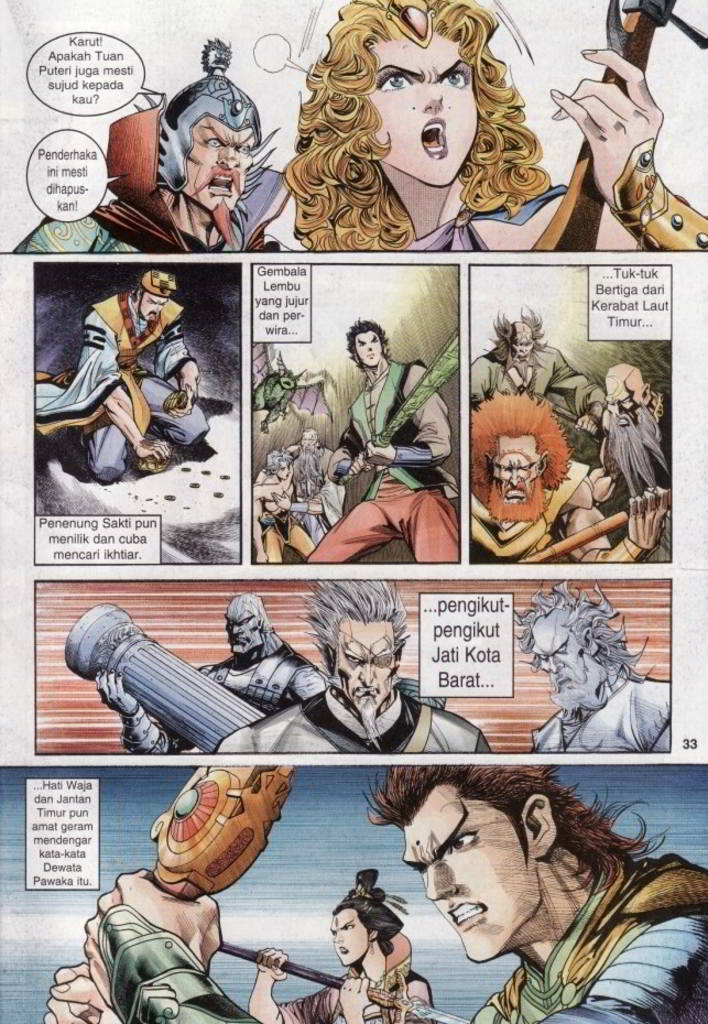 Karut!
Apakah Tuan
Puteri juga mesti
sujud kepada
kau?
Penderhaka
ini mesti
dihapus-
kan!
Penenung Sakti pun
menilik dan cuba
mencari ikhtiar.
Gembala
Lembu
yang jujur
dan per-
wira...
...Tuk-tuk
Bertiga dari
Kerabat Laut
Timur...
...pengikut-
pengikut
Jati Kota
Barat...
33
...Hati Waja
dan Jantan
Timur pun
amat geram
mendengar
kata-kata
Dewata
Pawaka itu.